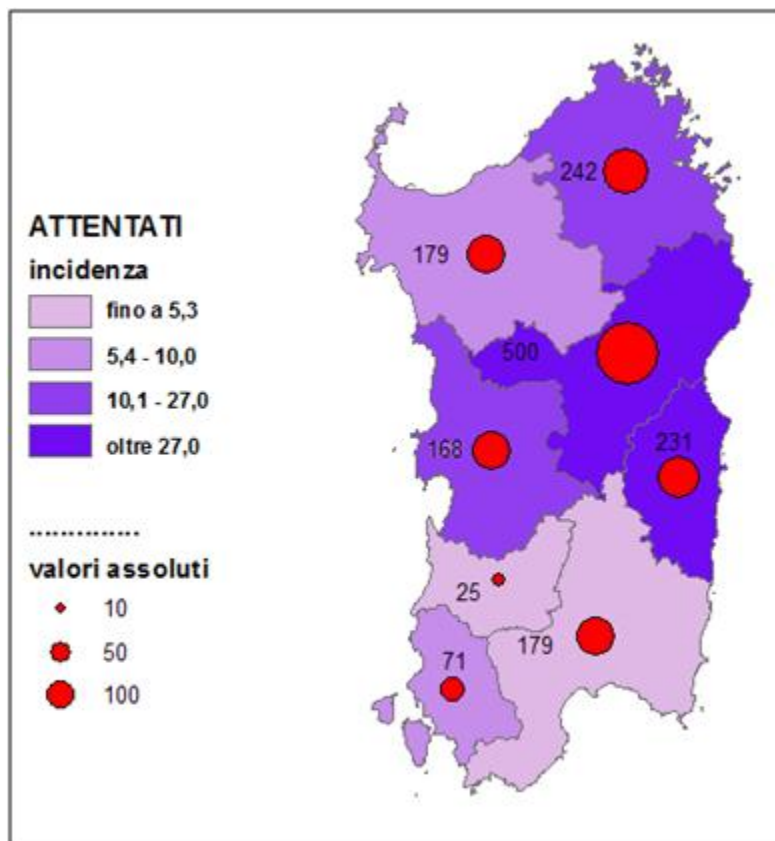 ATTENTATI
incidenza
fino a 5,3
5,4 - 10,0
10,1 - 27,0
oltre 27,0
..............
valori assoluti
10
50
100
242
179
500
168
231
25
179
71